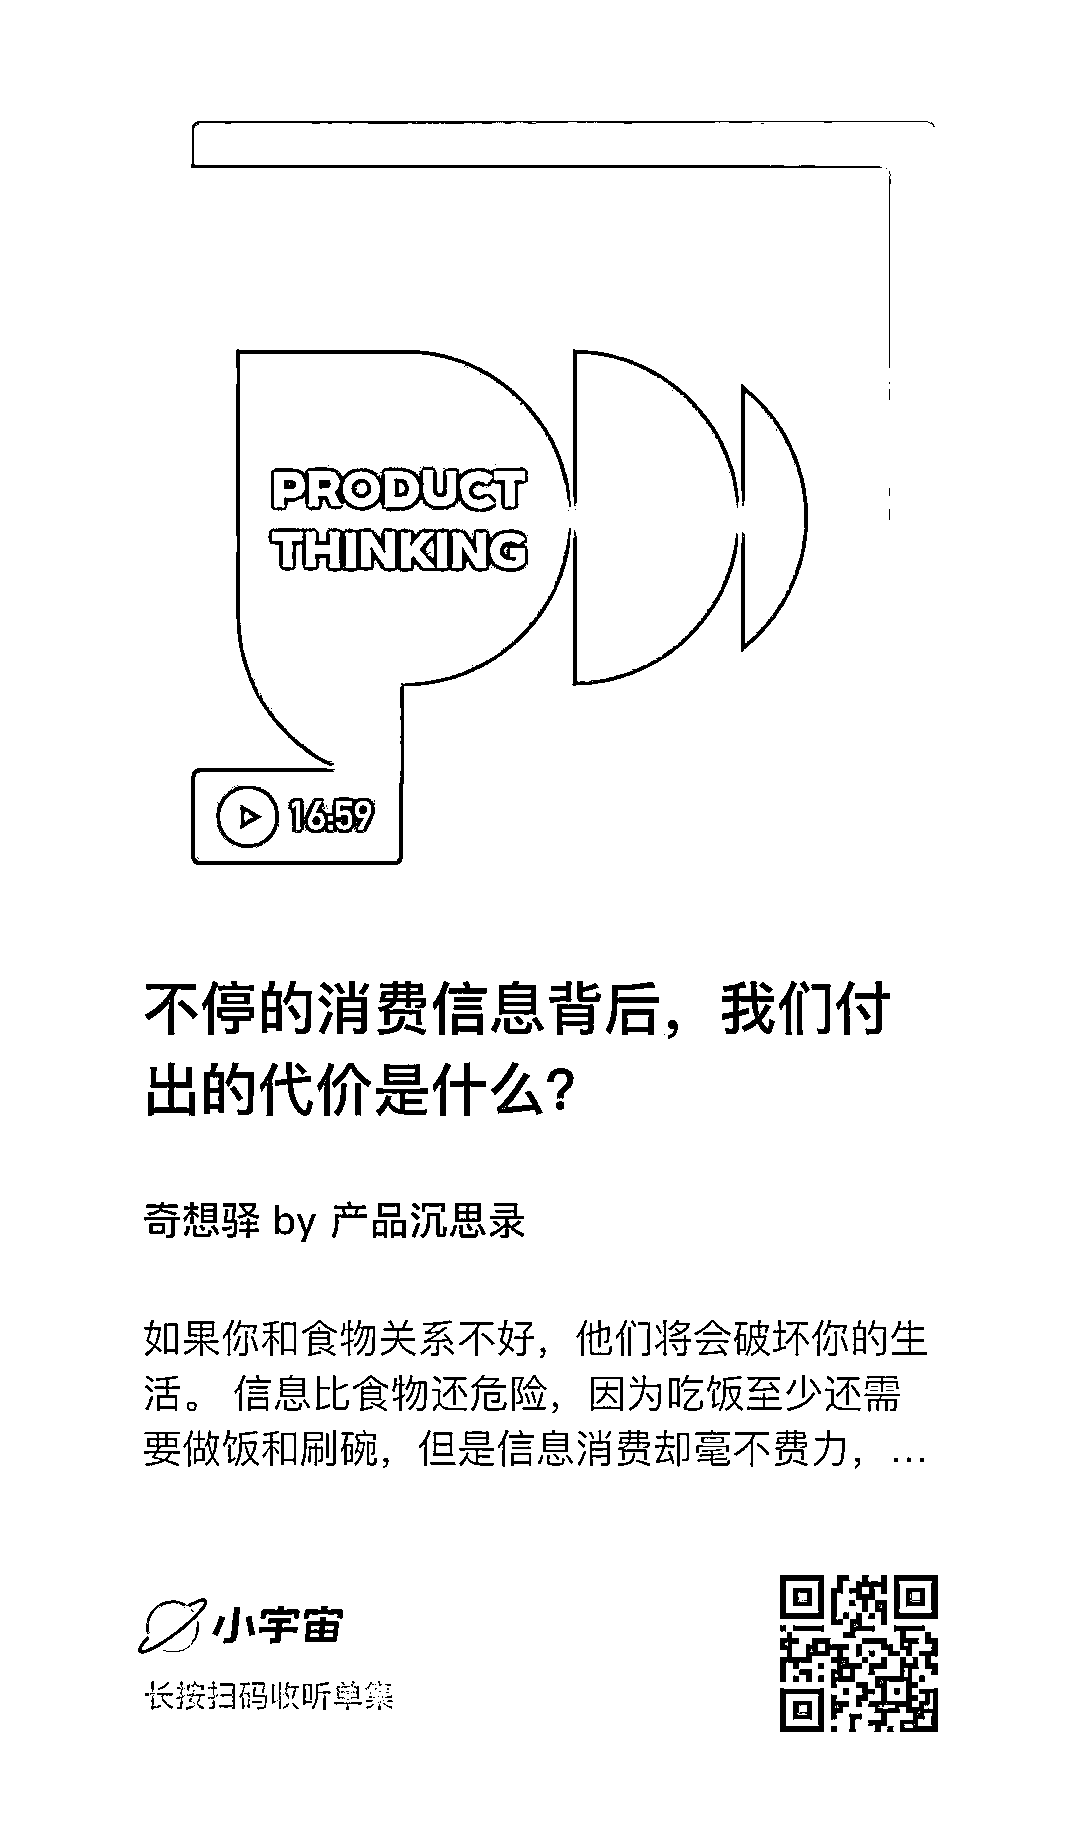 PRODUCT
THINKING
16:59
不停的消费信息背后，我们付
出的代价是什么？
奇想驿 by 产品沉思录
如果你和食物关系不好，他们将会破坏你的生
活。 信息比食物还危险，因为吃饭至少还需
要做饭和刷碗，但是信息消费却毫不费力，...
小宇宙
长按扫码收听单集